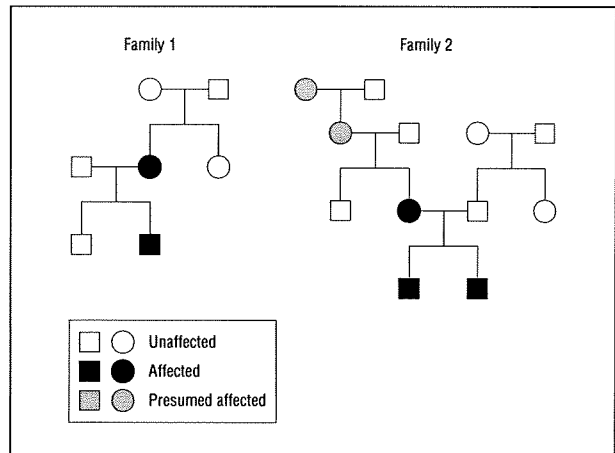 Family 1
Family 2
Unaffected
Affected
Presumed affected